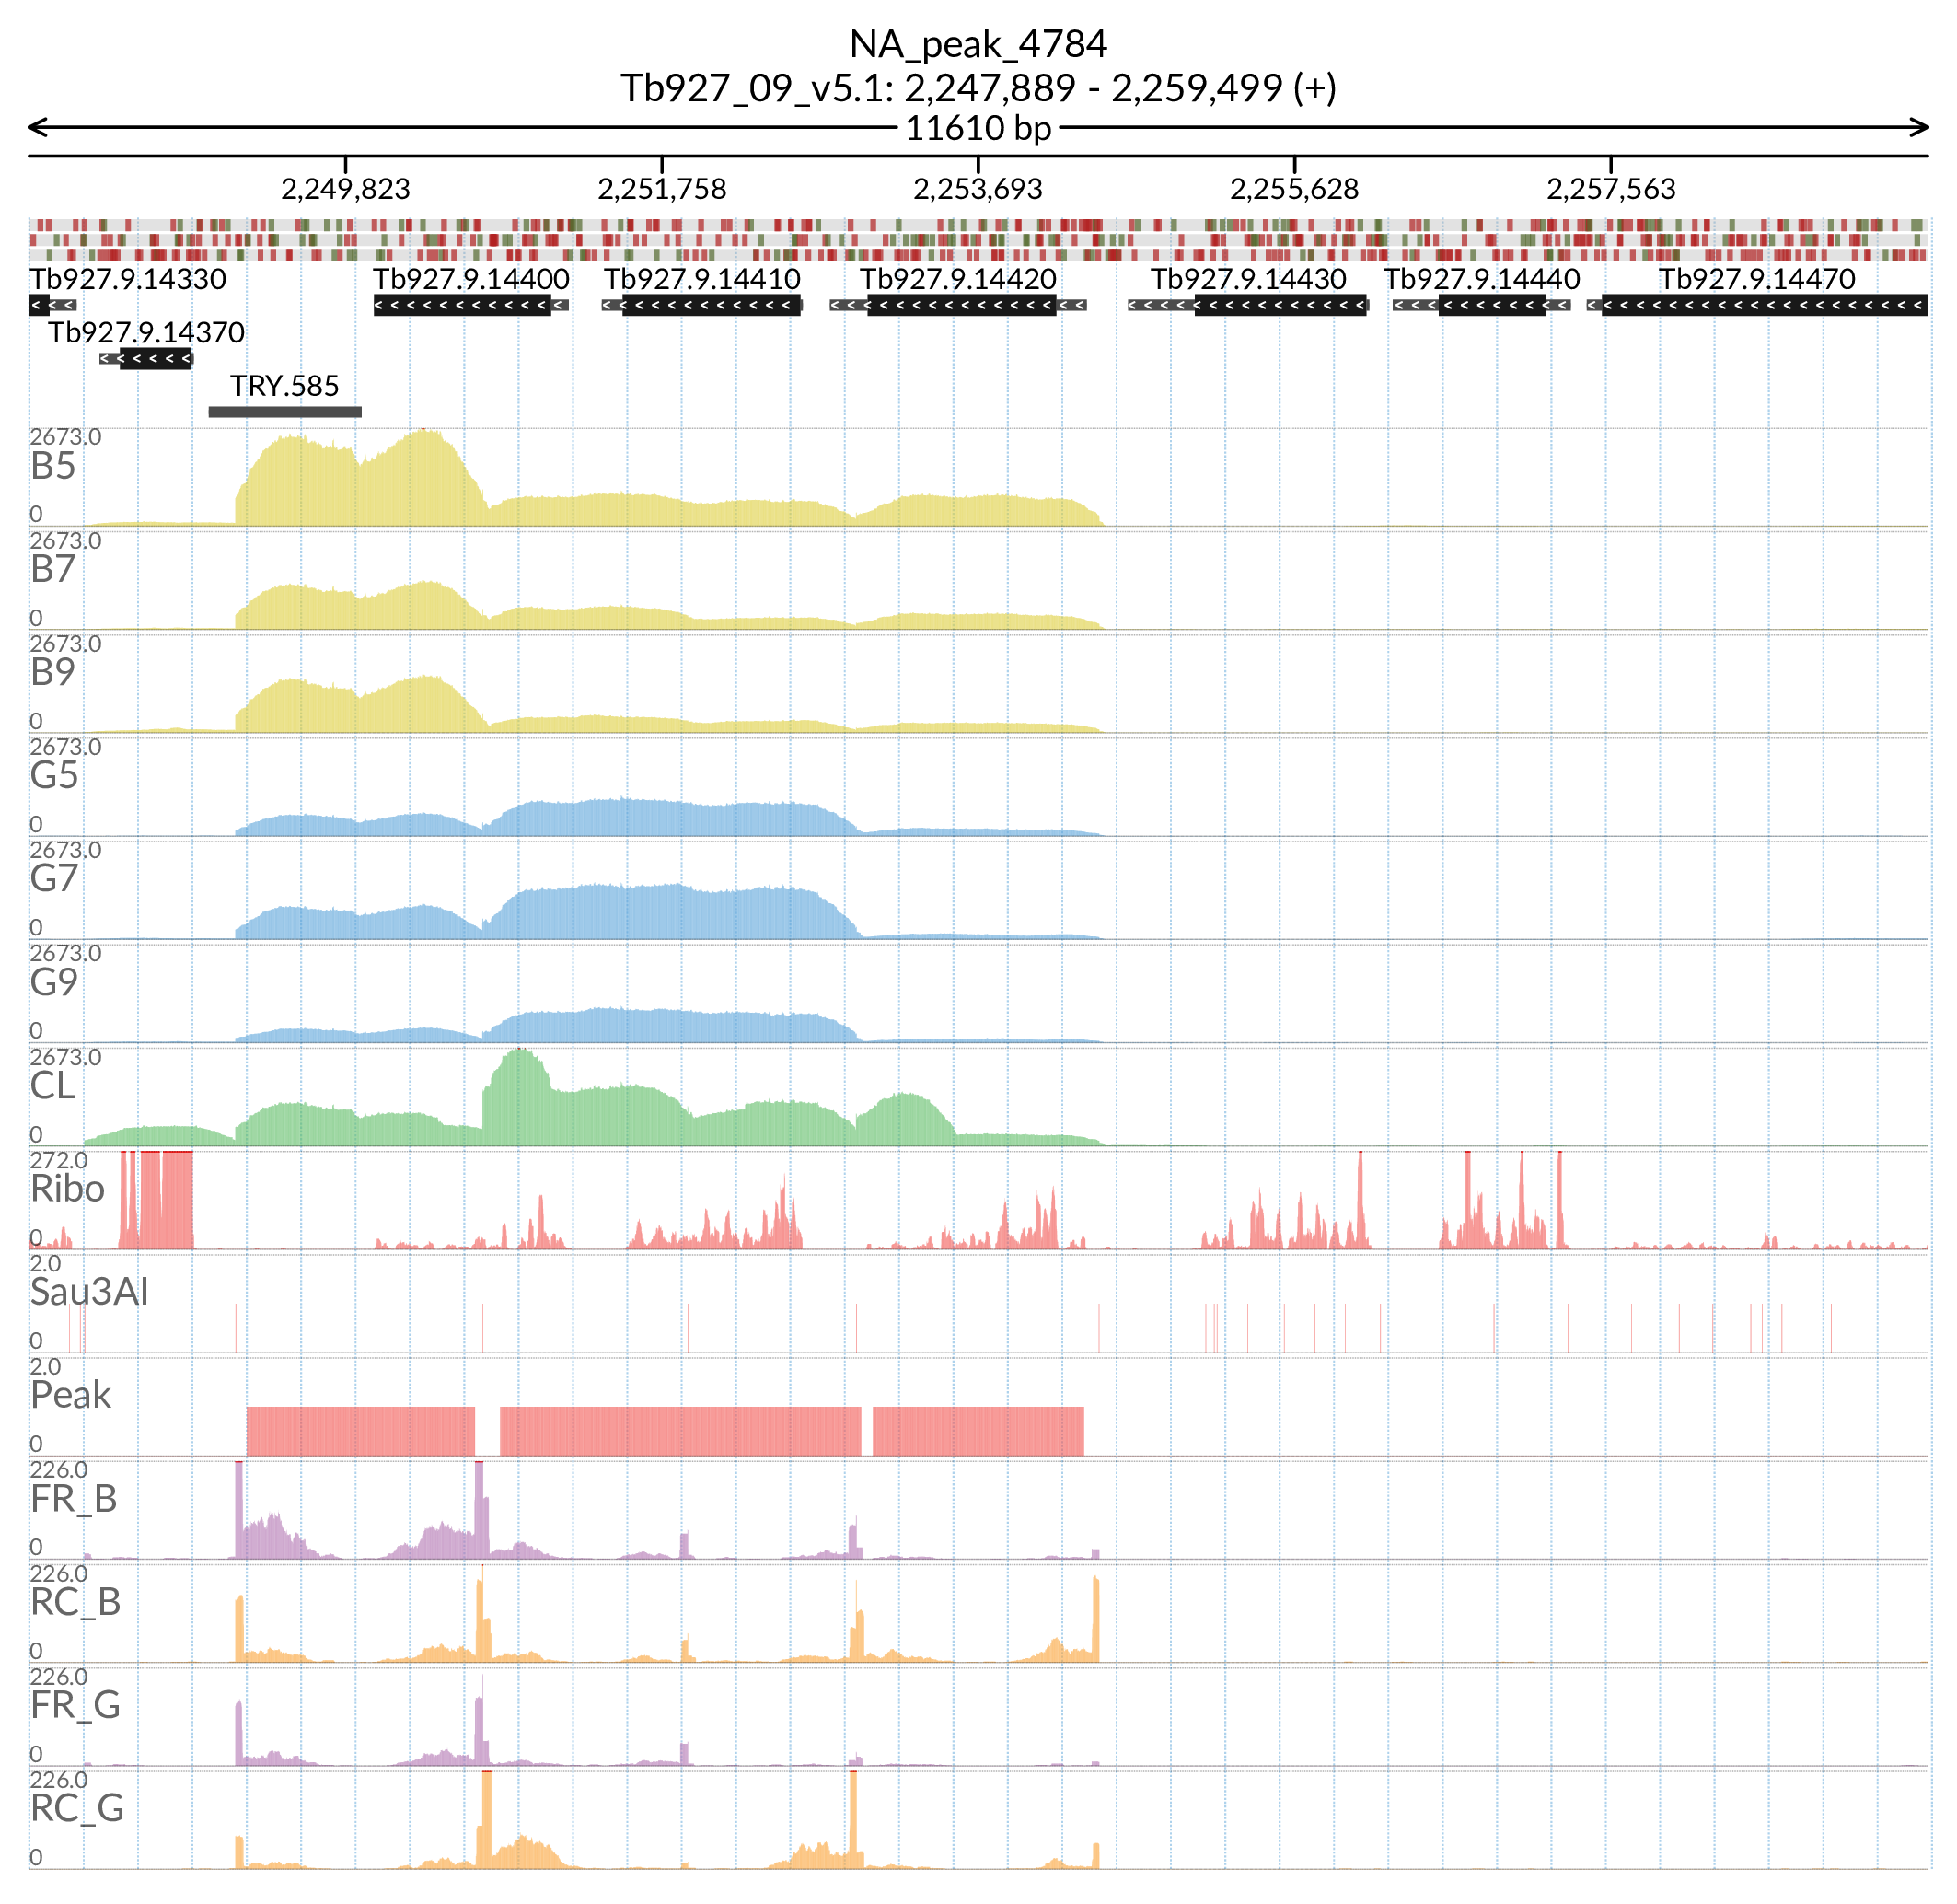 NA_peak_4784
Tb927_09_v5.1: 2,247,889 - 2,259,499 (+)
11610 bp
2,249,823 2,251,758 2,253,693 2,255,628 2,257,563
Tb927.9.14330 Tb927.9.14400 Tb927.9.14410 Tb927.9.14420 Tb927.9.14430 Tb927.9.14440 Tb927.9.14470
Tb927.9.14370
TRY.585
2673.0
B5
0
2673.0
B7
0
2673.0
B9
0
2673.0
G5
0
2673.0
G7
0
2673.0
G9
0
2673.0
CL
0
272.0
Ribo
0
2.0
Sau3AI
0
2.0
Peak
0
226.0
FR_B
0
226.0
RC_B
0
226.0
FR_G
0
226.0
RC_G
0